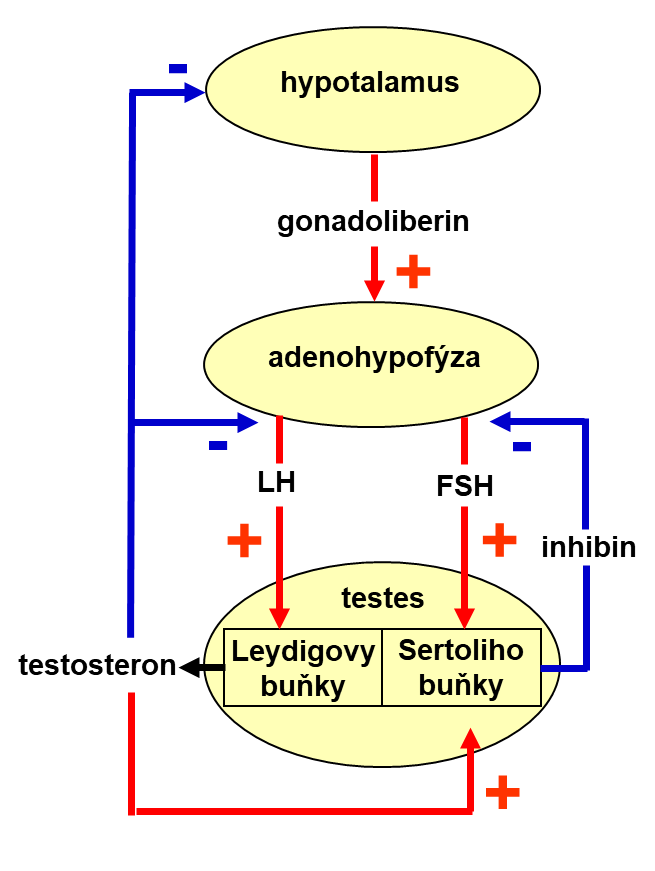 -
hypotalamus
gonadoliberin
+
adenohypofýza
-
-
LH
FSH
+
+
inhibin
testes
Leydigovy
buňky
Sertoliho
buňky
testosteron
+